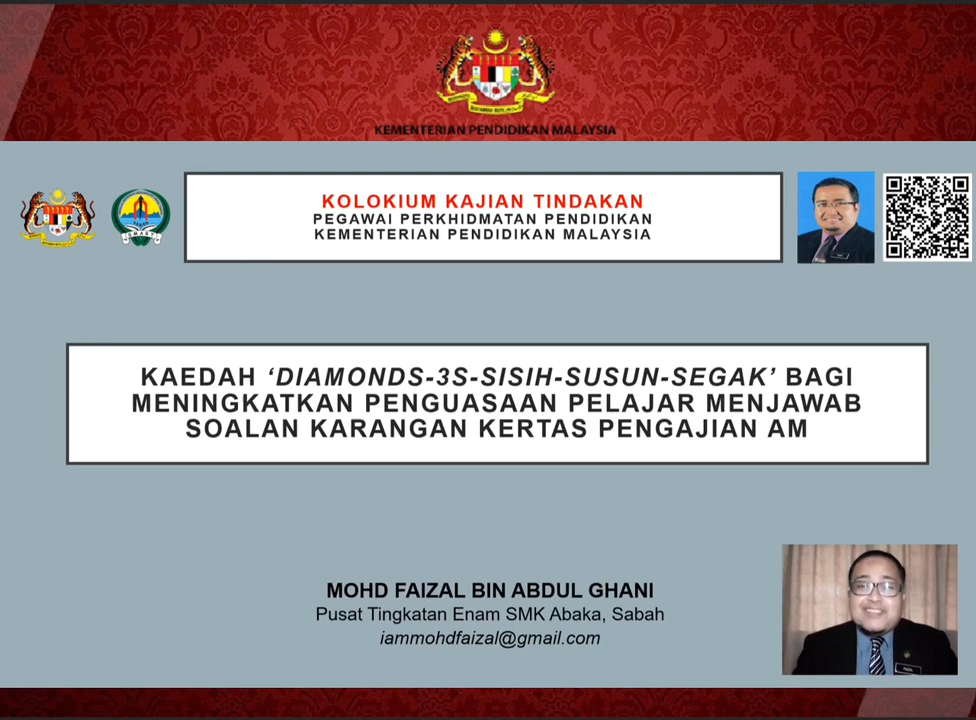 KEMENTERIAN PENDIDIKAN MALAYSIA
KOLOKIUM KAJIAN TINDAKAN
PEGAWAI PERKHIDMATAN PENDIDIKAN
KEMENTERIAN PENDIDIKAN MALAYSIA
KAEDAH ‘DIAMONDS-3S-SISIH-SUSUN-SEGAK’ BAGI
MENINGKATKAN PENGUASAAN PELAJAR MENJAWAB
SOALAN KARANGAN KERTAS PENGAJIAN AM
MOHD FAIZAL BIN ABDUL GHANI
Pusat Tingkatan Enam SMK Abaka, Sabah
iammohdfaizal@gmail.com